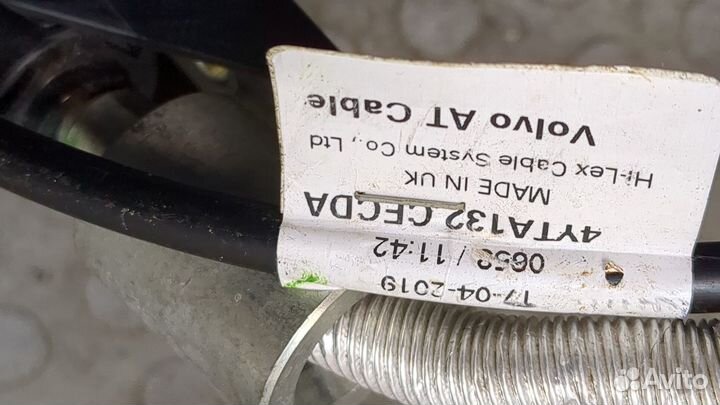 Volvo AT Cable
Hi-Lex Cable System Co., Ltd
MADE IN UK
4YTA132 CECDA
/ 11:42
17-04-2019
Avito